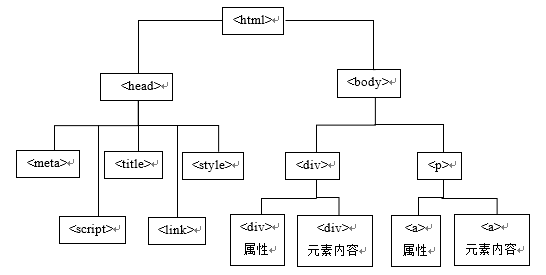 <html>
<head>
<body>
<meta>
<title>
<style>
<div>
<p>
<script>
<link>
<div>
属性
<div>
元素内容
<a>
属性
<a>
元素内容